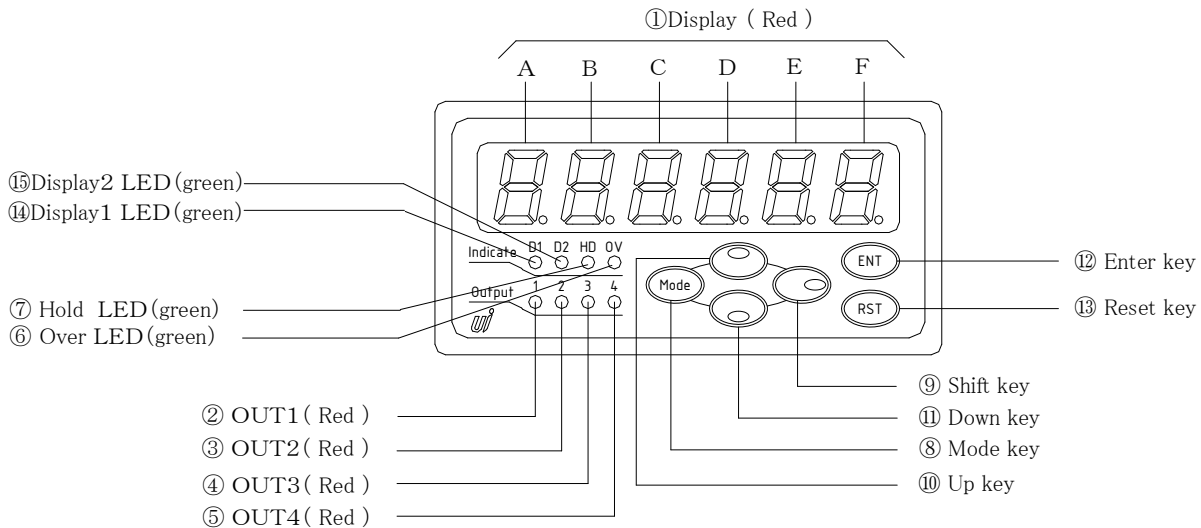 ①Display ( Red )
A B C D E F
⑮Display2 LED(green)
⑭Display1 LED(green)
Indicate D1 D2 HD OV
Output 1 2 3 4
Mode
ENT
RST
⑫ Enter key
⑬ Reset key
⑦ Hold LED(green)
⑥ Over LED(green)
② OUT1( Red )
③ OUT2( Red )
④ OUT3( Red )
⑤ OUT4( Red )
⑨ Shift key
⑪ Down key
⑧ Mode key
⑩ Up key